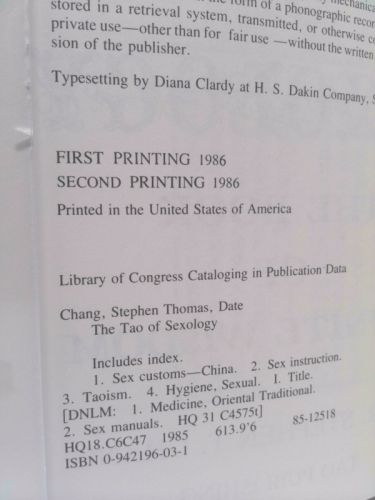 the form of a phonographic recor
stored in a retrieval system, transmitted, or otherwise c
private use—other than for fair use—without the written
sion of the publisher.
Typesetting by Diana Clardy at H. S. Dakin Company, S
FIRST PRINTING 1986
SECOND PRINTING 1986
Printed in the United States of America
Library of Congress Cataloging in Publication Data
Chang, Stephen Thomas, Date
The Tao of Sexology
Includes index.
1. Sex customs—China. 2. Sex instruction.
3. Taoism. 4. Hygiene, Sexual. I. Title.
[DNLM: 1. Medicine, Oriental Traditional.
2. Sex manuals. HQ 31 C4575t]
HQ18.C6C47 1985 613.9'6 85-12518
ISBN 0-942196-03-1